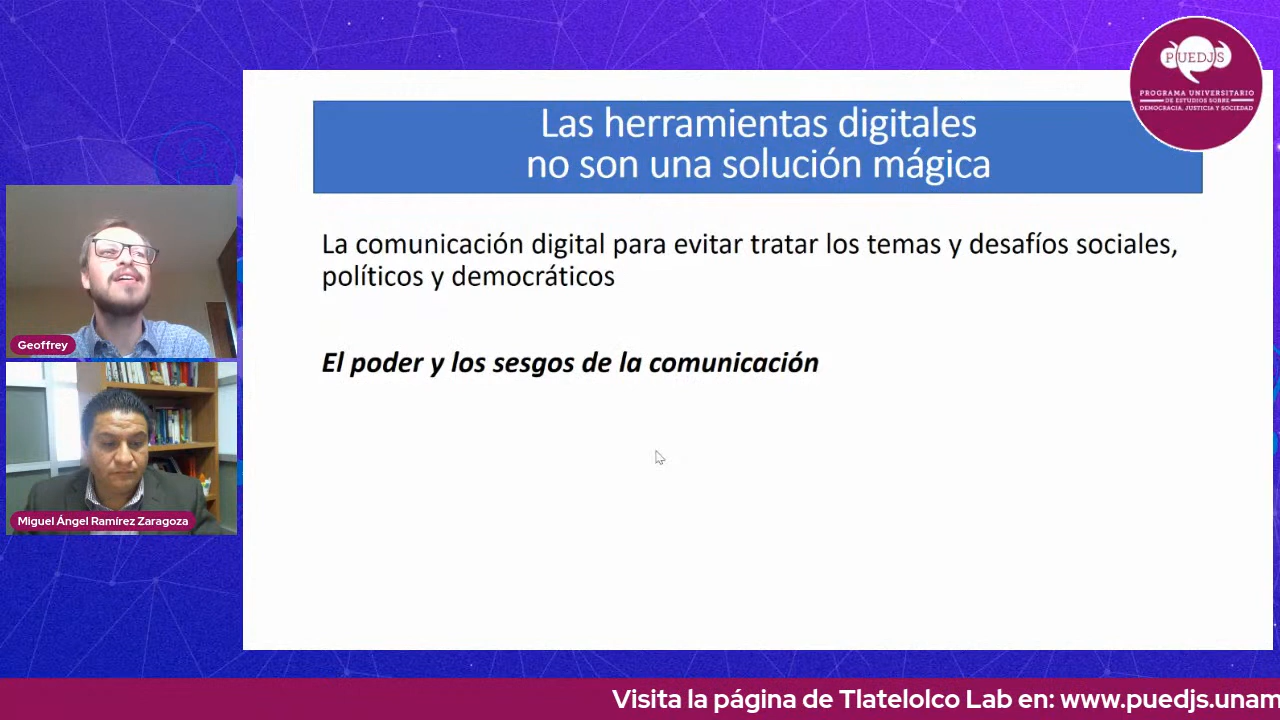 PUEDJS
PROGRAMA UNIVERSITARIO
DE ESTUDIOS SOBRE
DEMOCRACIA, JUSTICIA Y SOCIEDAD
Las herramientas digitales
no son una solución mágica
La comunicación digital para evitar tratar los temas y desafíos sociales,
políticos y democráticos
El poder y los sesgos de la comunicación
Geoffrey
Miguel Ángel Ramírez Zaragoza
Visita la página de Tlatelolco Lab en: www.puedjs.unam